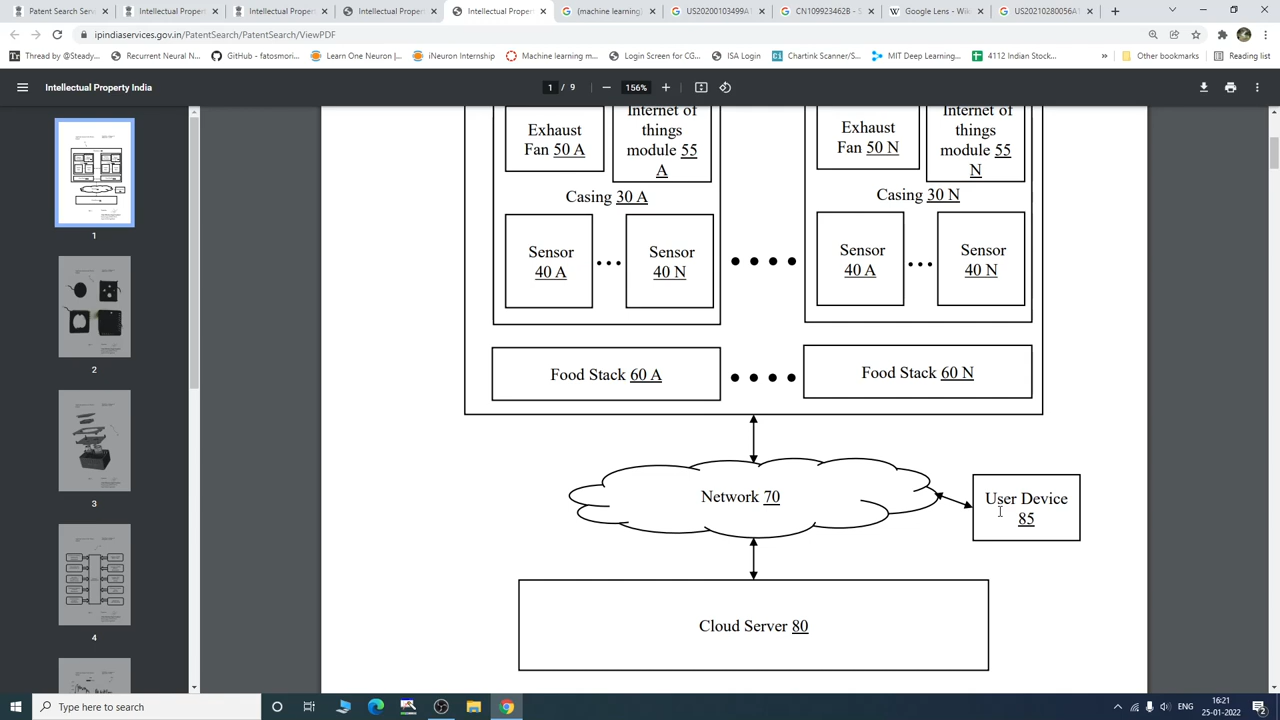 Patent Search Serv
Intellectual Propert
Intellectual Propert
Intellectual Propert
Intellectual Propert
(machine learning)
US20200103499A1
CN109923462B - S
Google Lens - Wiki
US20210280056A1
ipindiaservices.gov.in/PatentSearch/PatentSearch/ViewPDF
Thread by @Steady...
Recurrent Neural N...
GitHub - fatosmori...
Learn One Neuron |...
iNeuron Internship
Machine learning m...
Login Screen for CG...
ISA Login
Chartink Scanner/S...
MIT Deep Learning...
4112 Indian Stock...
»
Other bookmarks
Reading list
Intellectual Property India
1 / 9
156%
1
2
3
4
Exhaust
Fan 50 A
Internet of
things
module 55
A
Casing 30 A
Sensor
40 A
Sensor
40 N
Exhaust
Fan 50 N
Internet of
things
module 55
N
Casing 30 N
Sensor
40 A
Sensor
40 N
Food Stack 60 A
Food Stack 60 N
Network 70
User Device
85
Cloud Server 80
Type here to search
ENG
16:21
25-01-2022
2